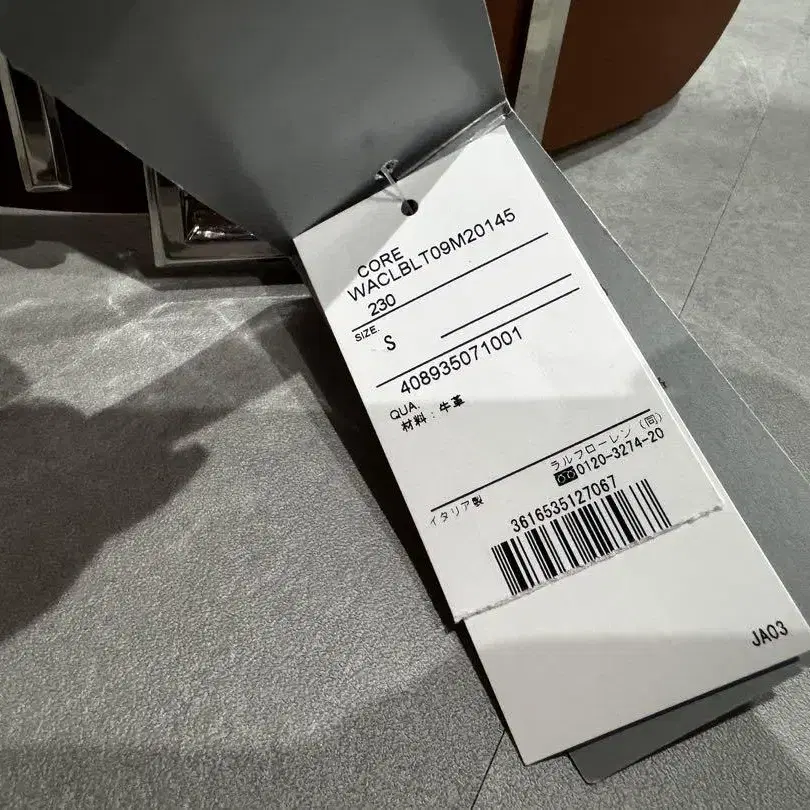 CORE
WACLBLT09M20145
230
SIZE.
S
408935071001
QUA.
材料：牛革
ラルフローレン (同)
0120-3274-20
イタリア製
3616535127067
JA03